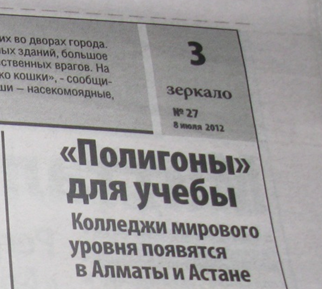 их во дворах города.
ых зданий, большое
ственных врагов. На
ко кошки», - сообщи-
ши – насекомоядные,
3
зеркало
№ 27
8 июля 2012
«Полигоны»
для учебы
Колледжи мирового
уровня появятся
в Алматы и Астане